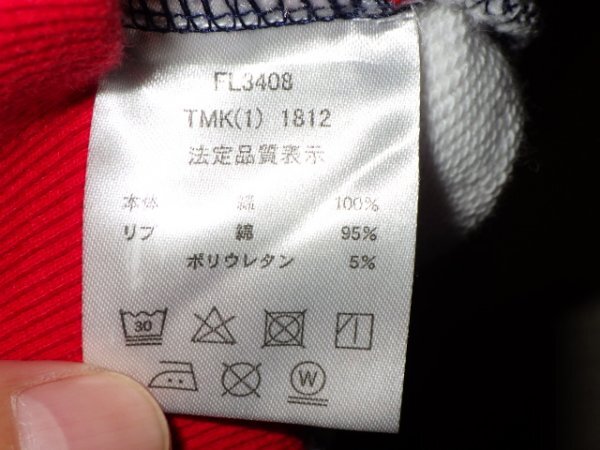 FL3408
TMK(1) 1812
法定品質表示
本体 綿 100%
リブ 綿 95%
ポリウレタン 5%
30
W